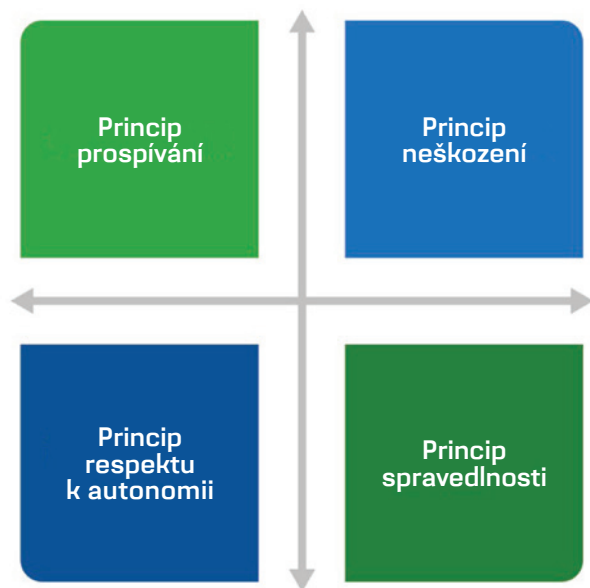 Princip
prospívání
Princip
neškození
Princip
respektu
k autonomii
Princip
spravedlnosti